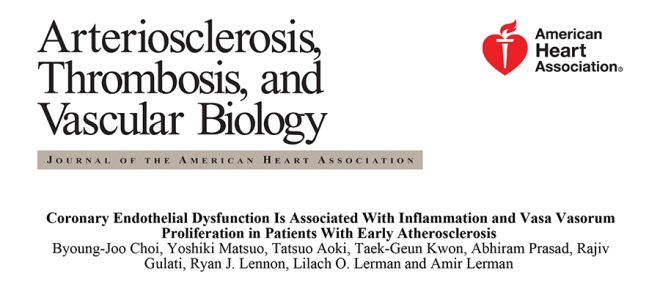 Arteriosclerosis,
Thrombosis, and
Vascular Biology
JOURNAL OF THE AMERICAN HEART ASSOCIATION
American
Heart
Association®
Coronary Endothelial Dysfunction Is Associated With Inflammation and Vasa Vasorum
Proliferation in Patients With Early Atherosclerosis
Byoung-Joo Choi, Yoshiki Matsuo, Tatsuo Aoki, Taek-Geun Kwon, Abhiram Prasad, Rajiv
Gulati, Ryan J. Lennon, Lilach O. Lerman and Amir Lerman